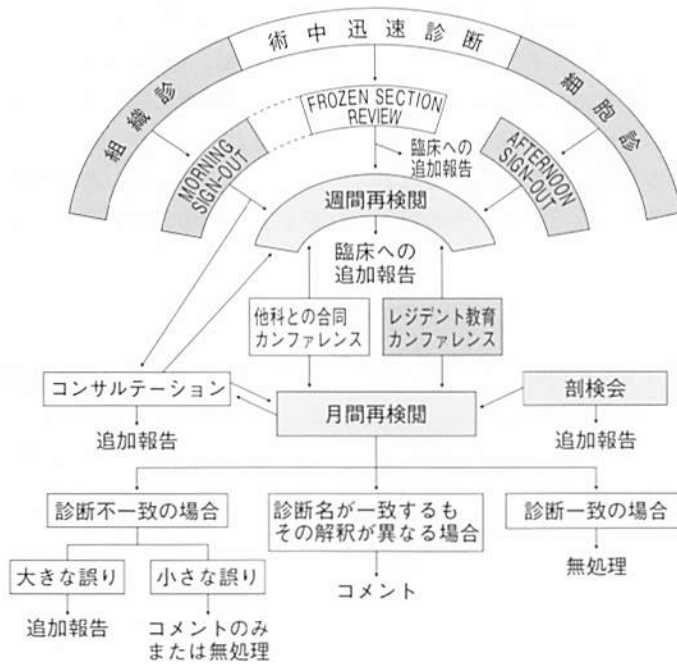 術中迅速診断
組織診
細胞診
FROZEN SECTION
REVIEW
MORNING
SIGN-OUT
臨床への
追加報告
AFTERNOON
SIGN-OUT
週間再検閲
臨床への
追加報告
他科との合同
カンファレンス
レジデント教育
カンファレンス
コンサルテーション
月間再検閲
剖検会
追加報告
追加報告
診断不一致の場合
診断名が一致するも
その解釈が異なる場合
診断一致の場合
大きな誤り
小さな誤り
コメント
無処理
追加報告
コメントのみ
または無処理